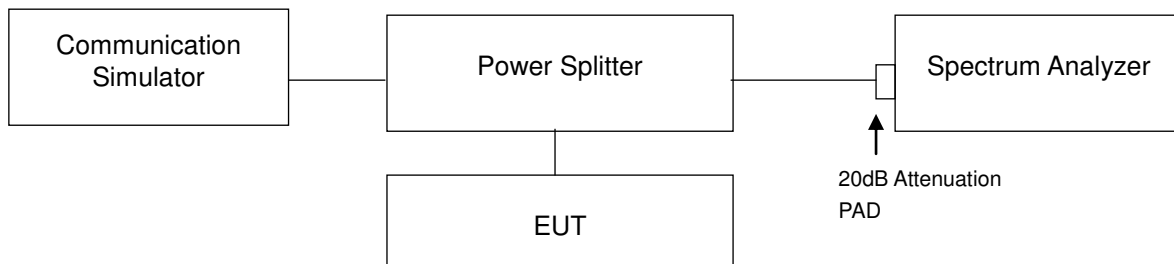 Communication
Simulator
Power Splitter
Spectrum Analyzer
20dB Attenuation
PAD
EUT